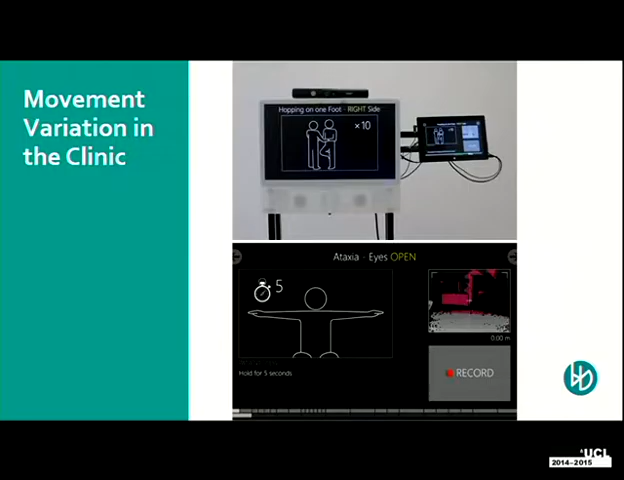 Movement
Variation in
the Clinic
Hopping on one Foot - RIGHT Side
×10
Ataxia - Eyes OPEN
5
0.00 m
Hold for 5 seconds
RECORD
UCL
2014-2015